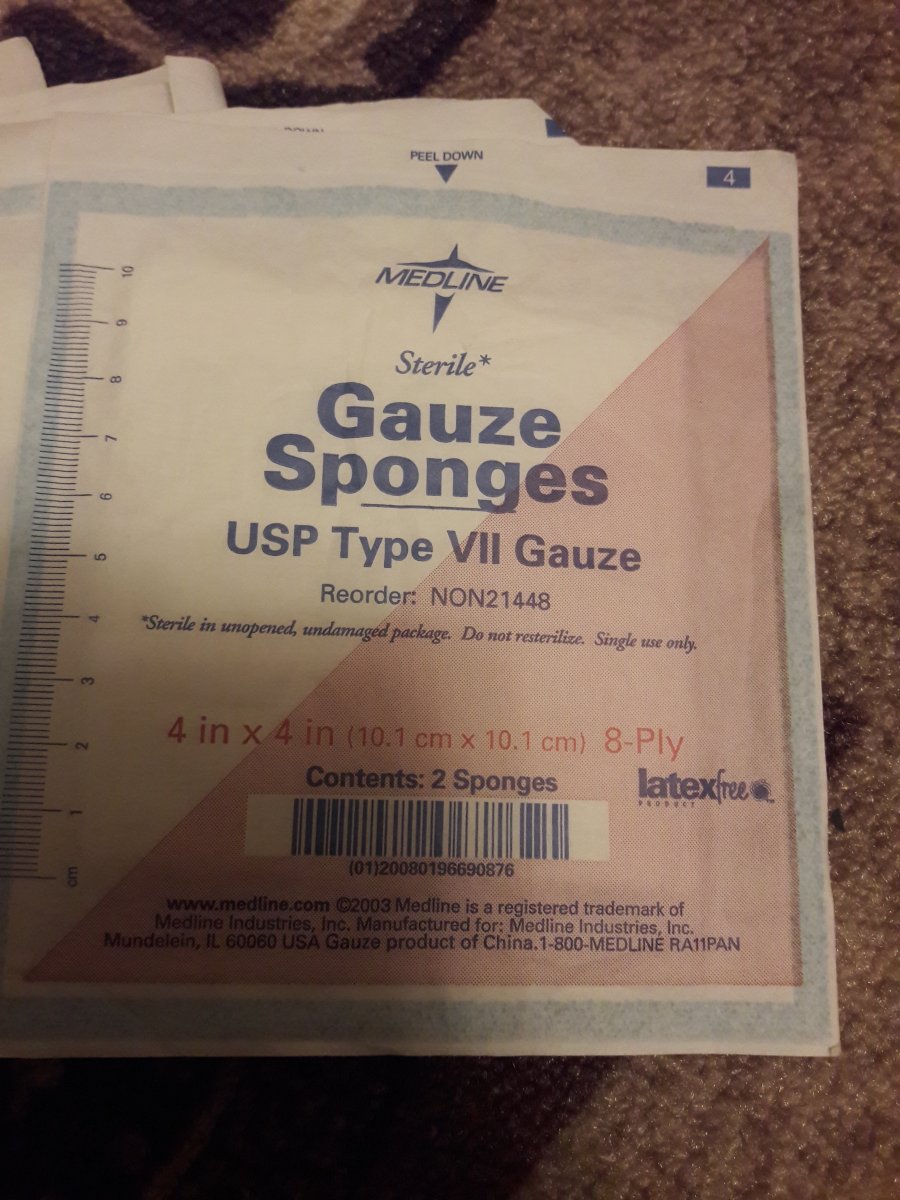 PEEL DOWN
4
MEDLINE
Sterile*
Gauze
Sponges
USP Type VII Gauze
Reorder: NON21448
*Sterile in unopened, undamaged package. Do not resterilize. Single use only.
4 in x 4 in (10.1 cm x 10.1 cm) 8-Ply
Contents: 2 Sponges
latexfree
PRODUCT
(01)20080196690876
www.medline.com ©2003 Medline is a registered trademark of
Medline Industries, Inc. Manufactured for: Medline Industries, Inc.
Mundelein, IL 60060 USA Gauze product of China.1-800-MEDLINE RA11PAN
10
9
8
7
6
5
4
3
2
1
cm